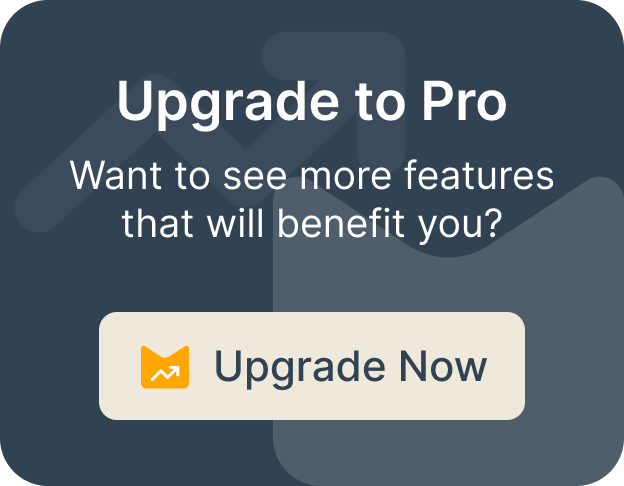 Upgrade to Pro
Want to see more features
that will benefit you?
Upgrade Now